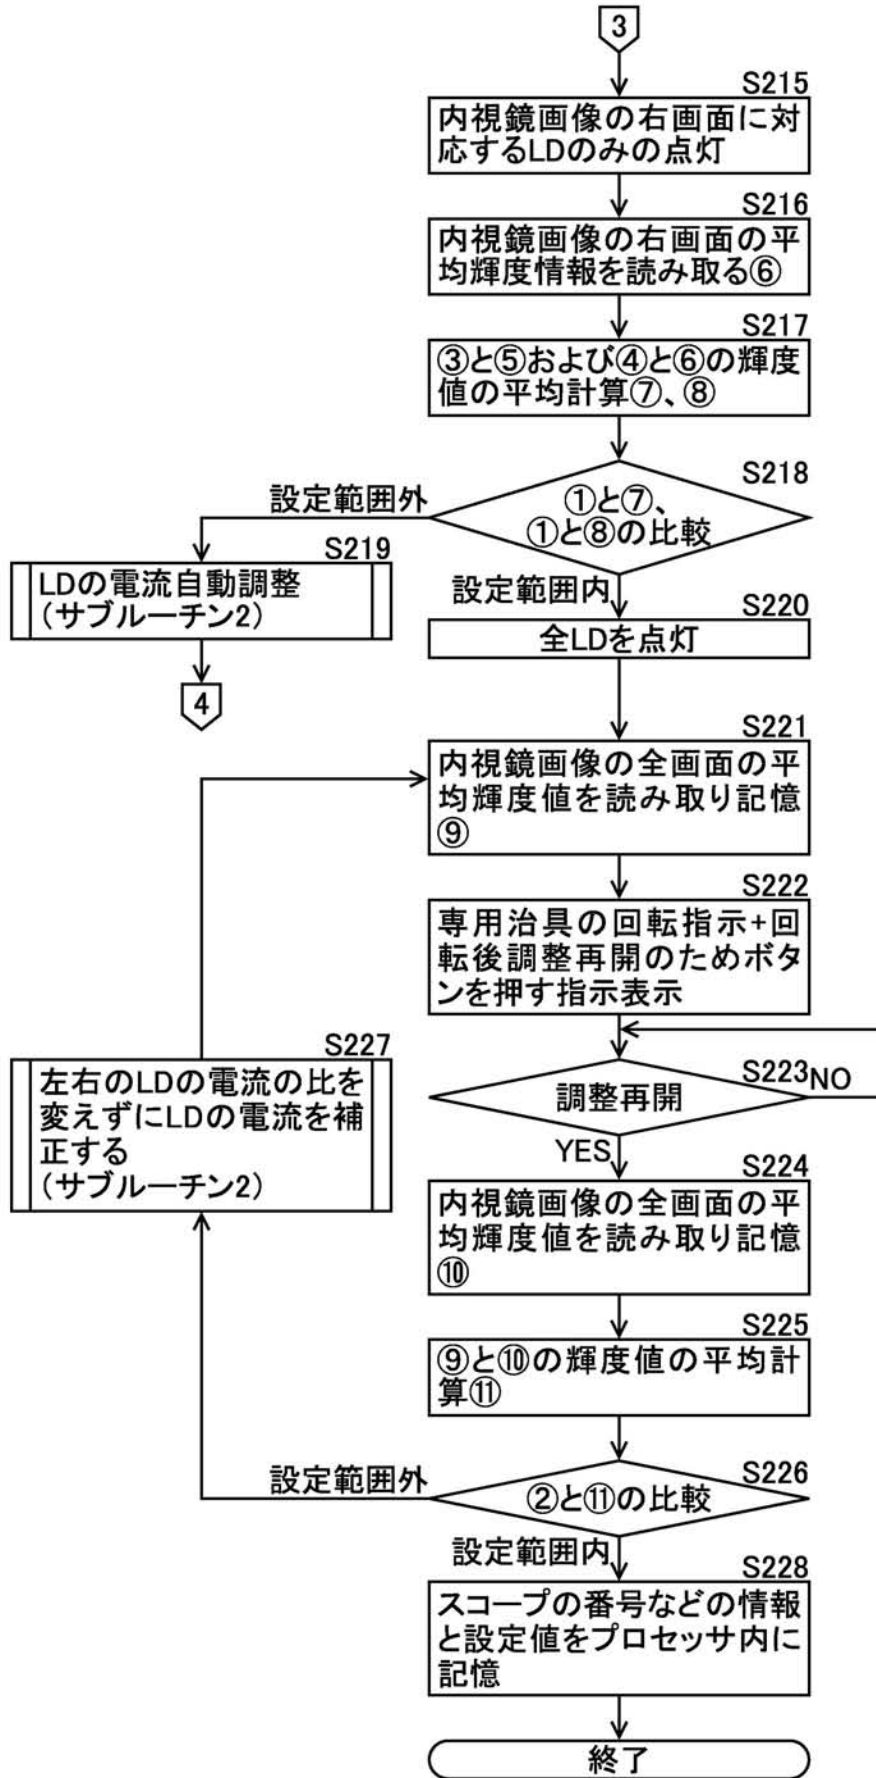 3
S215
内視鏡画像の右画面に対
応するLDのみの点灯
S216
内視鏡画像の右画面の平
均輝度情報を読み取る⑥
S217
③と⑤および④と⑥の輝度
値の平均計算⑦、⑧
S218
①と⑦、
①と⑧の比較
設定範囲外
S219
LDの電流自動調整
(サブルーチン2)
4
設定範囲内
S220
全LDを点灯
S221
内視鏡画像の全画面の平
均輝度値を読み取り記憶
⑨
S222
専用治具の回転指示+回
転後調整再開のためボタ
ンを押す指示表示
S223
調整再開
NO
YES
S224
内視鏡画像の全画面の平
均輝度値を読み取り記憶
⑩
S225
⑨と⑩の輝度値の平均計
算⑪
S226
②と⑪の比較
設定範囲外
S227
左右のLDの電流の比を
変えずにLDの電流を補
正する
(サブルーチン2)
設定範囲内
S228
スコープの番号などの情報
と設定値をプロセッサ内に
記憶
終了